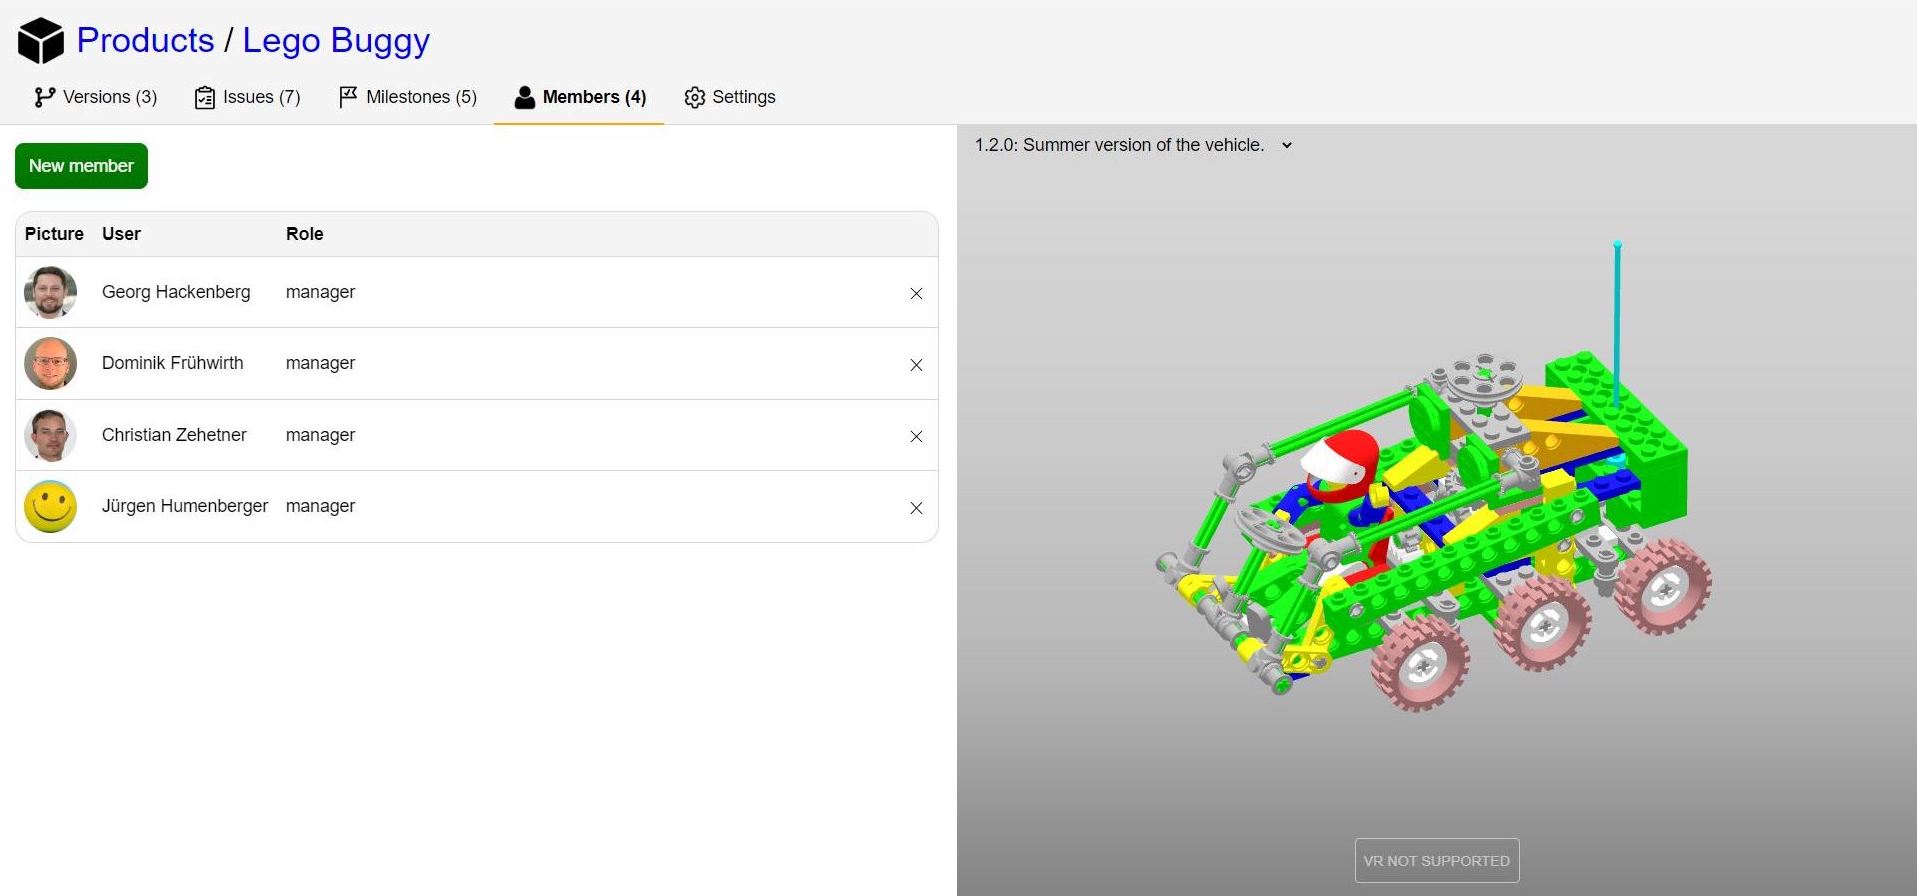 Products / Lego Buggy
Versions (3) Issues (7) Milestones (5) Members (4) Settings
New member
Picture User Role
Georg Hackenberg manager
Dominik Frühwirth manager
Christian Zehetner manager
Jürgen Humenberger manager
1.2.0: Summer version of the vehicle.
VR NOT SUPPORTED